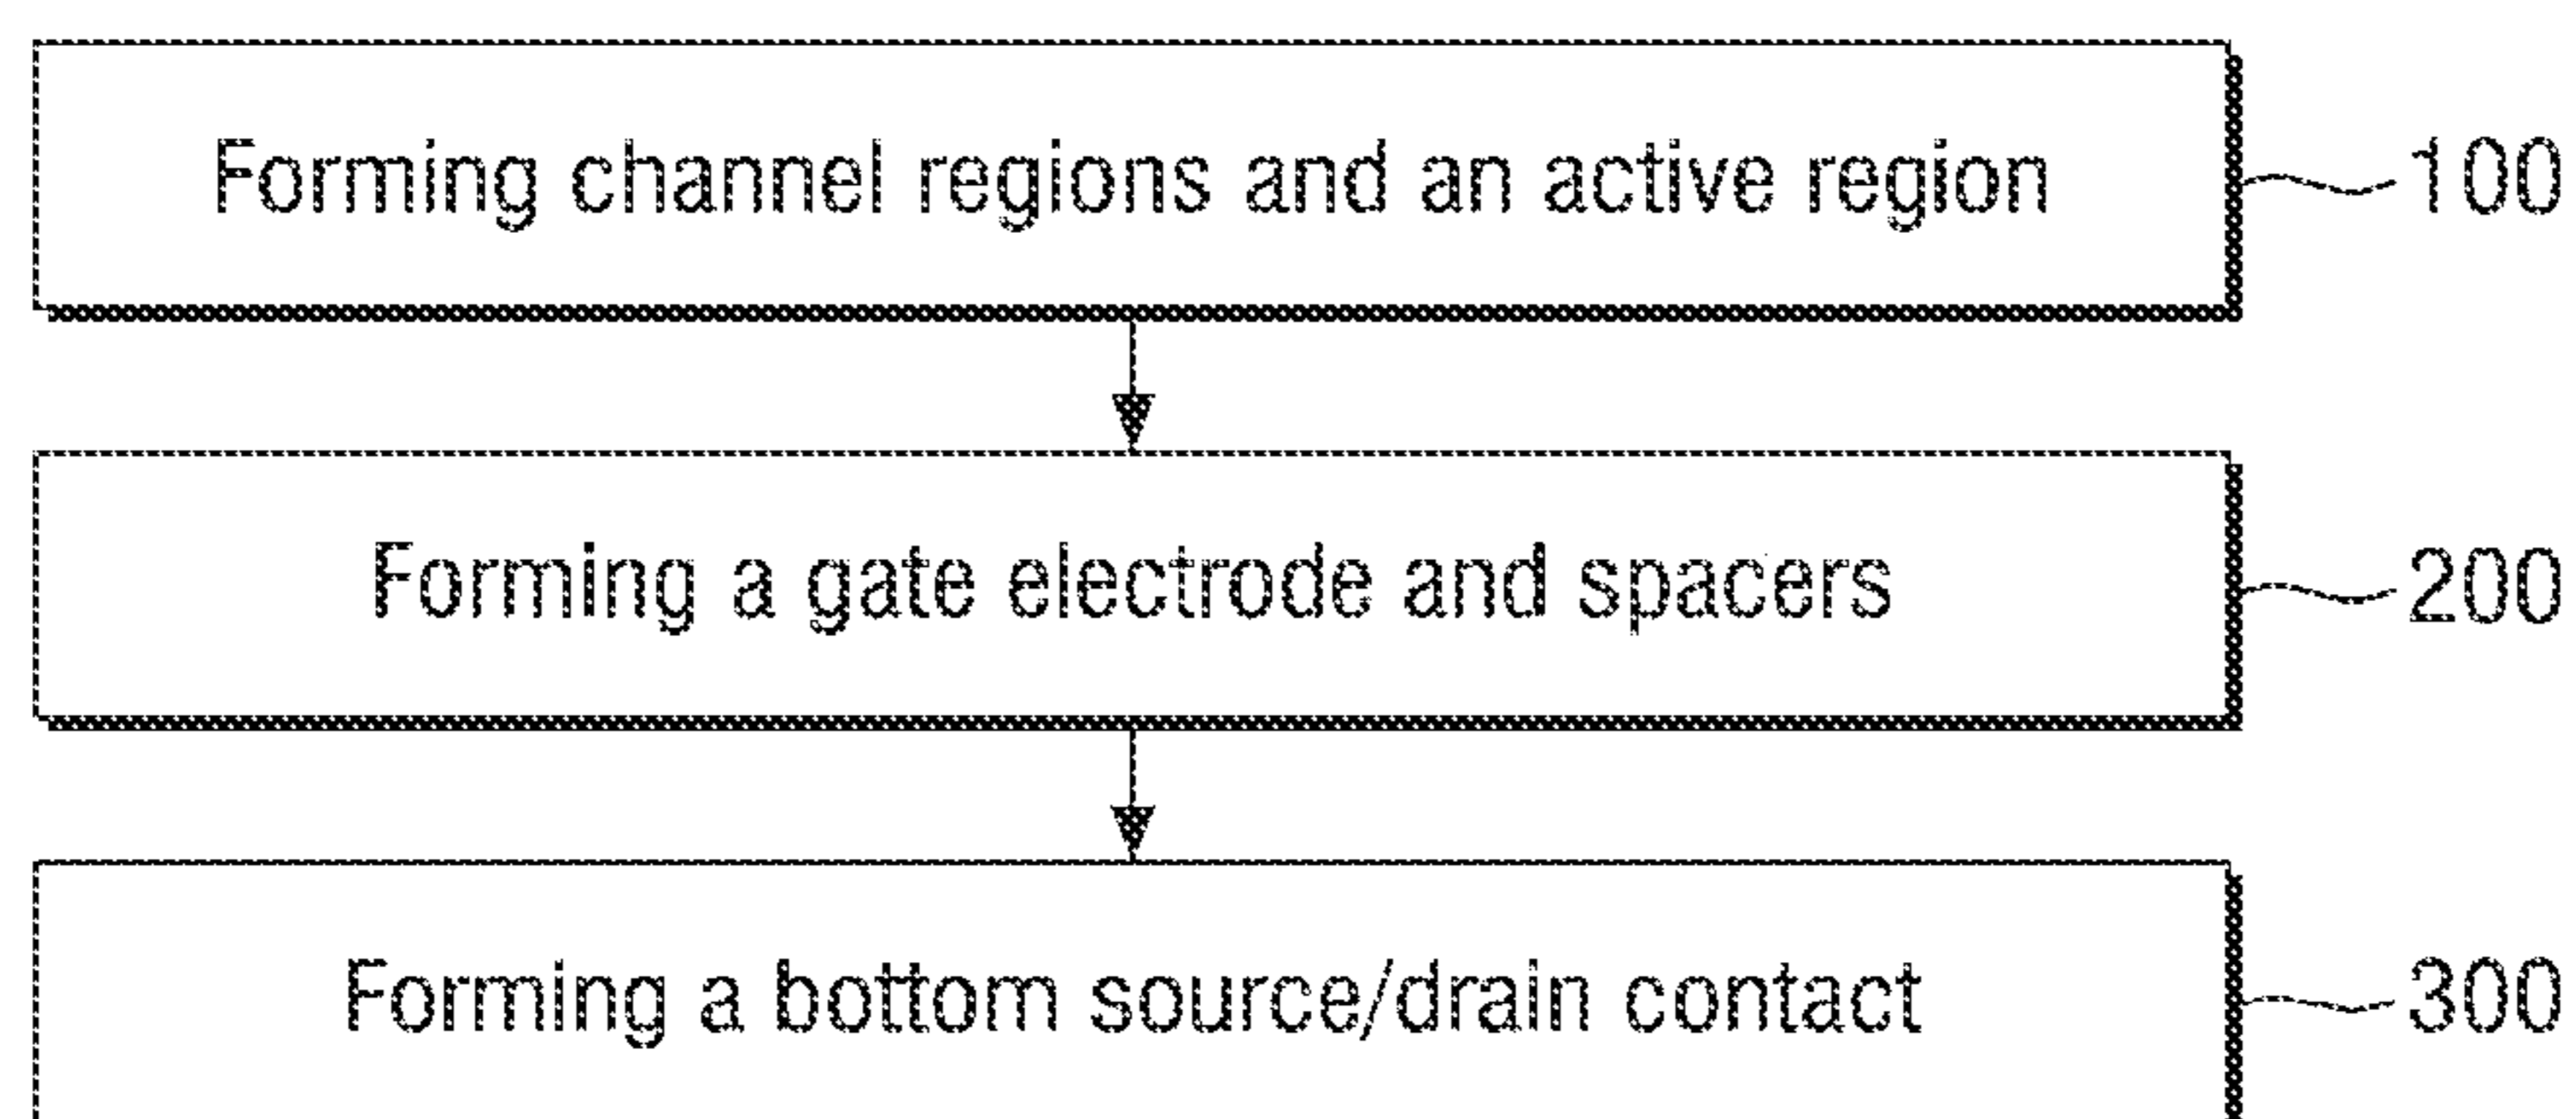 Forming channel regions and an active region 100
Forming a gate electrode and spacers 200
Forming a bottom source/drain contact 300